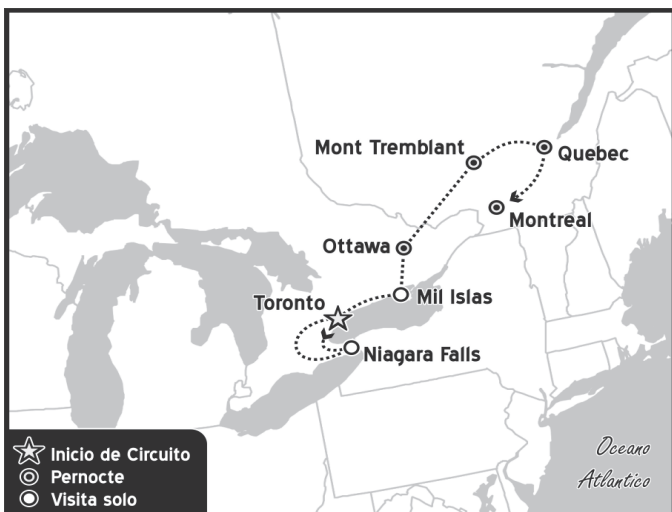 Mont Tremblant
Quebec
Montreal
Ottawa
Toronto
Mil Islas
Niagara Falls
Oceano
Atlantico
Inicio de Circuito
Pernocte
Visita solo